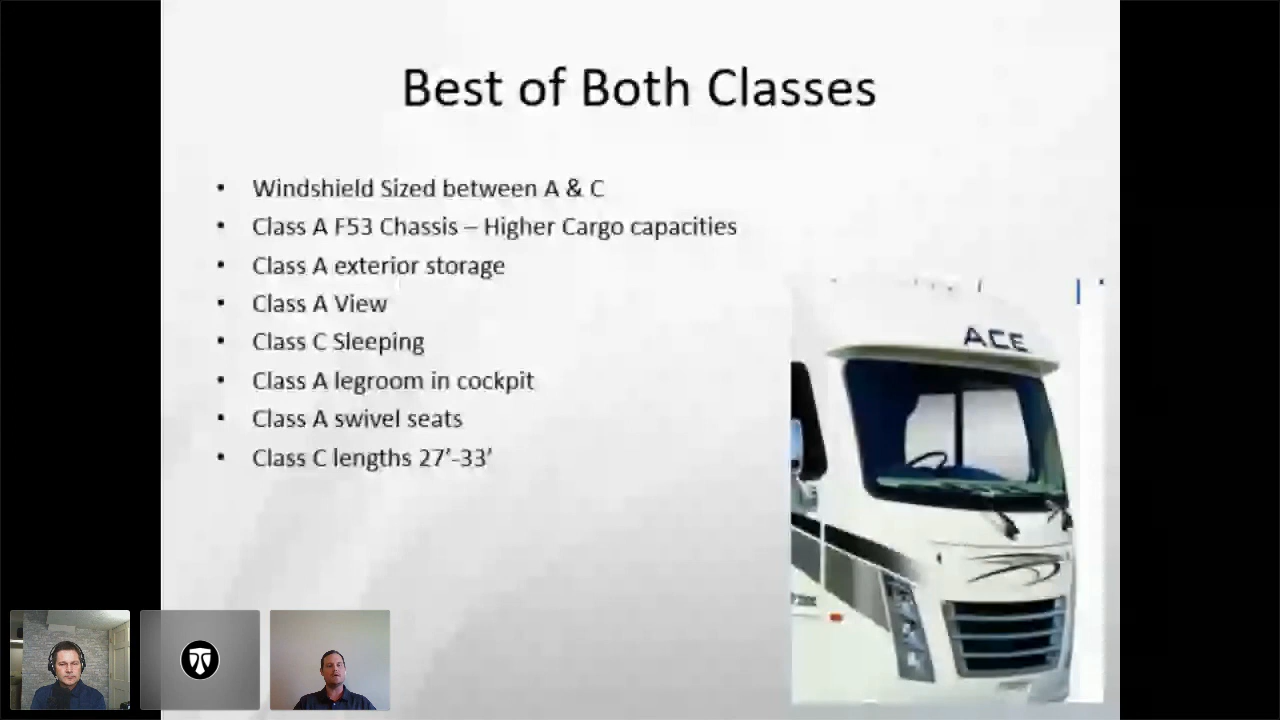 Best of Both Classes
• Windshield Sized between A & C
• Class A F53 Chassis – Higher Cargo capacities
• Class A exterior storage
• Class A View
• Class C Sleeping
• Class A legroom in cockpit
• Class A swivel seats
• Class C lengths 27’-33’
ACE